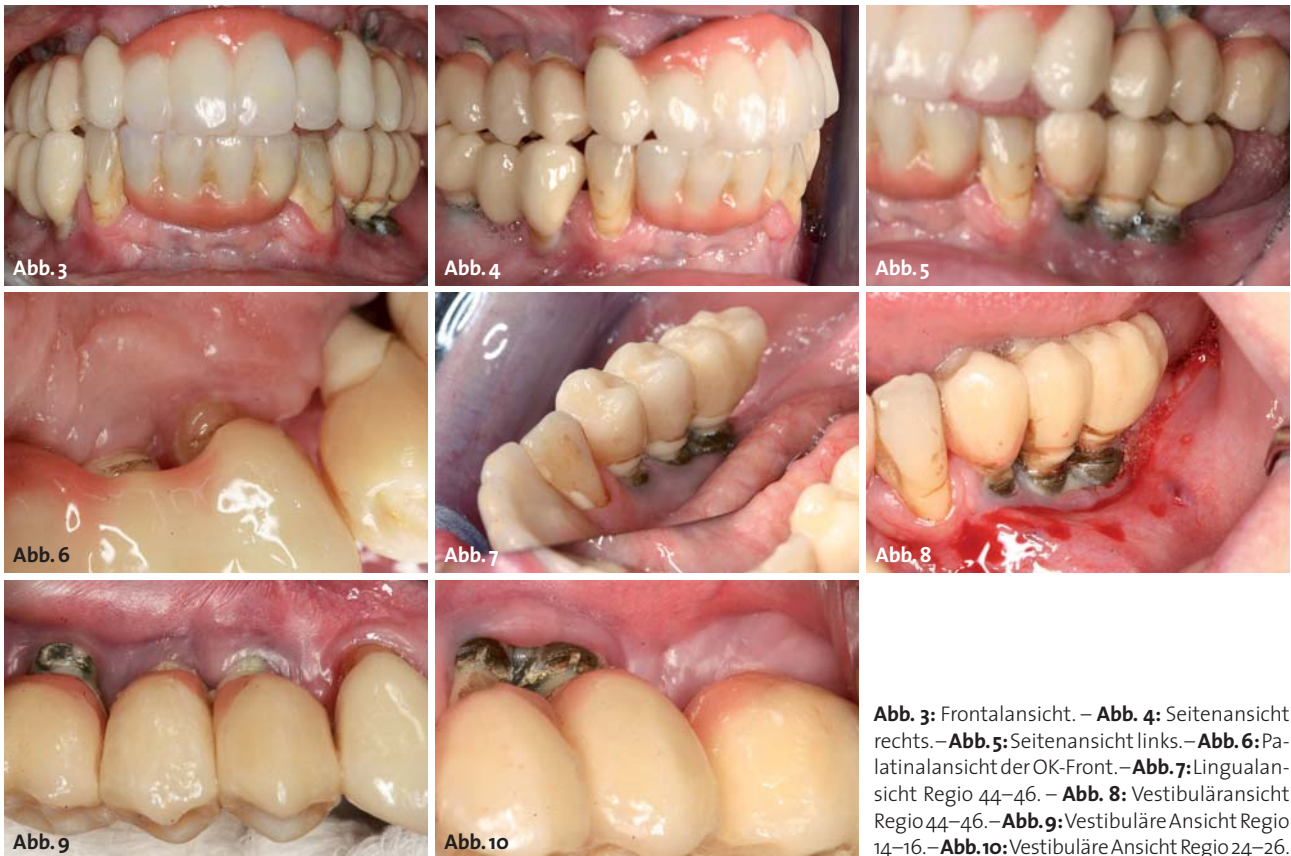 Abb. 3
Abb. 4
Abb. 5
Abb. 6
Abb. 7
Abb. 8
Abb. 9
Abb. 10
Abb. 3: Frontalansicht. – Abb. 4: Seitenansicht
rechts. – Abb. 5: Seitenansicht links. – Abb. 6: Pa-
latinalansicht der OK-Front. – Abb. 7: Lingualan-
sicht Regio 44–46. – Abb. 8: Vestibuläransicht
Regio 44–46. – Abb. 9: Vestibuläre Ansicht Regio
14–16. – Abb. 10: Vestibuläre Ansicht Regio 24–26.